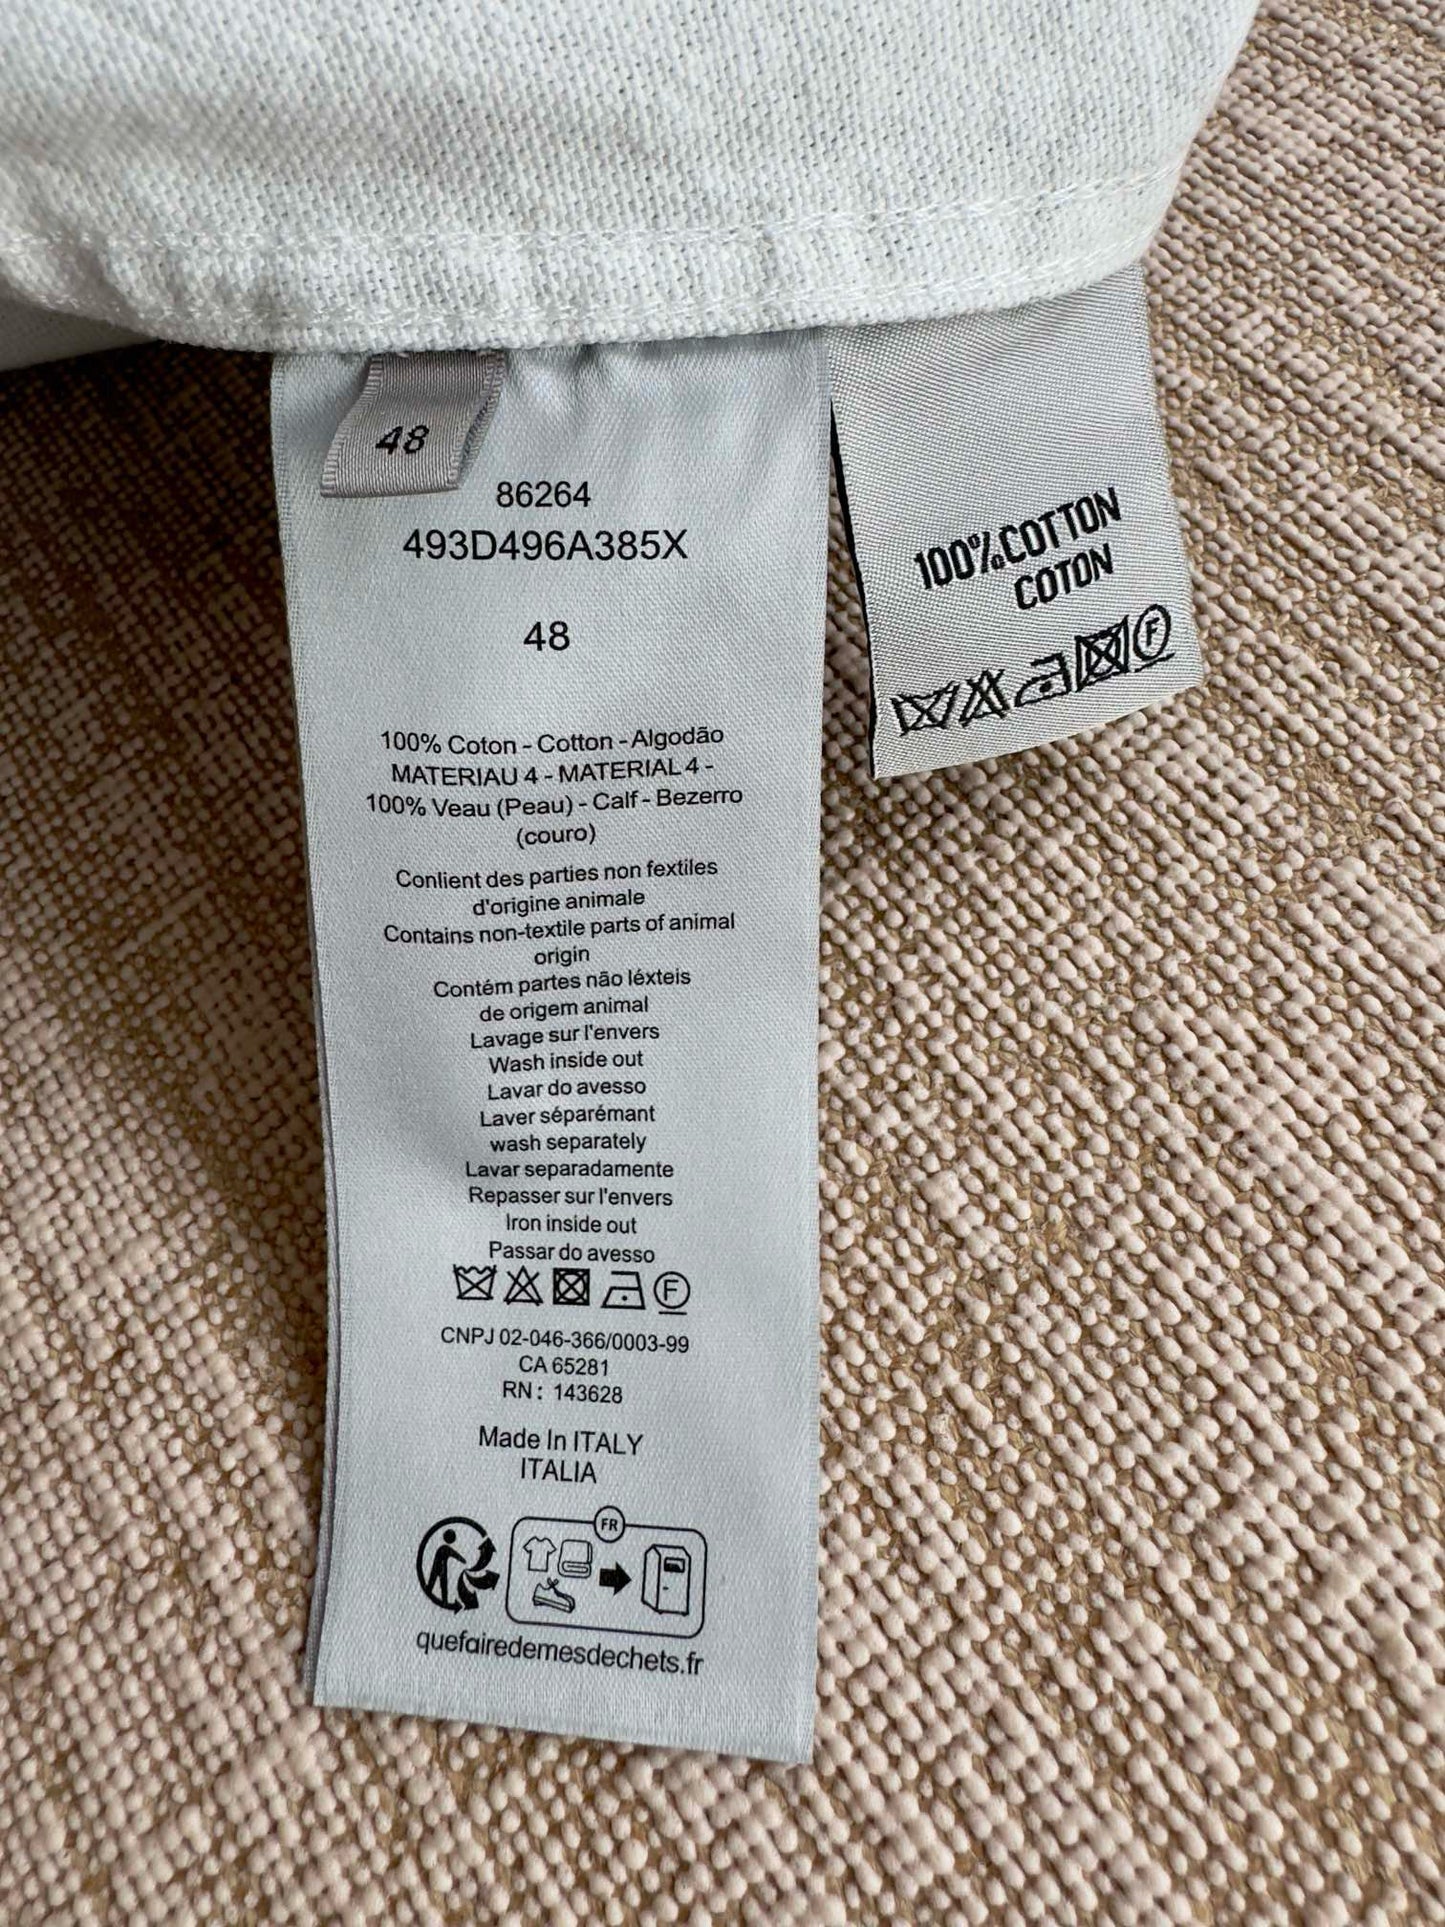 48
86264
493D496A385X
48
100% Coton - Cotton - Algodão
MATERIAU 4 - MATERIAL 4 -
100% Veau (Peau) - Calf - Bezerro
(couro)
Conlient des parties non fextiles
d'origine animale
Contains non-textile parts of animal
origin
Contém partes não léxteis
de origem animal
Lavage sur l'envers
Wash inside out
Lavar do avesso
Laver séparémant
wash separately
Lavar separadamente
Repasser sur l'envers
Iron inside out
Passar do avesso
F
CNPJ 02-046-366/0003-99
CA 65281
RN : 143628
Made In ITALY
ITALIA
FR
quefairedemesdechets.fr
100%COTTON
COTON
F